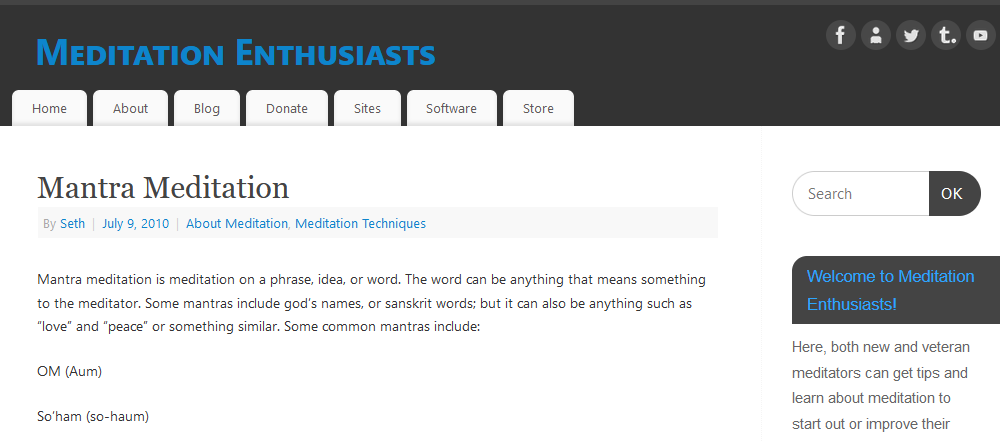 Meditation Enthusiasts
Home About Blog Donate Sites Software Store
Mantra Meditation
By Seth | July 9, 2010 | About Meditation, Meditation Techniques
Mantra meditation is meditation on a phrase, idea, or word. The word can be anything that means something
to the meditator. Some mantras include god’s names, or sanskrit words; but it can also be anything such as
“love” and “peace” or something similar. Some common mantras include:
OM (Aum)
So’ham (so-haum)
Search OK
Welcome to Meditation
Enthusiasts!
Here, both new and veteran
meditators can get tips and
learn about meditation to
start out or improve their